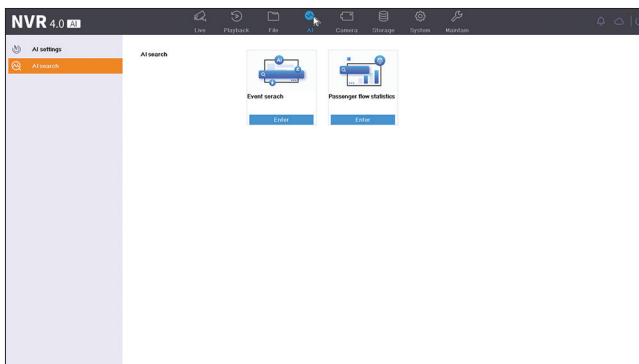 NVR 4.0 AI
Live Playback File AI Camera Storage System Maintain
AI settings
AI search
AI search
AI
Event serach
Passenger flow statistics
Enter
Enter